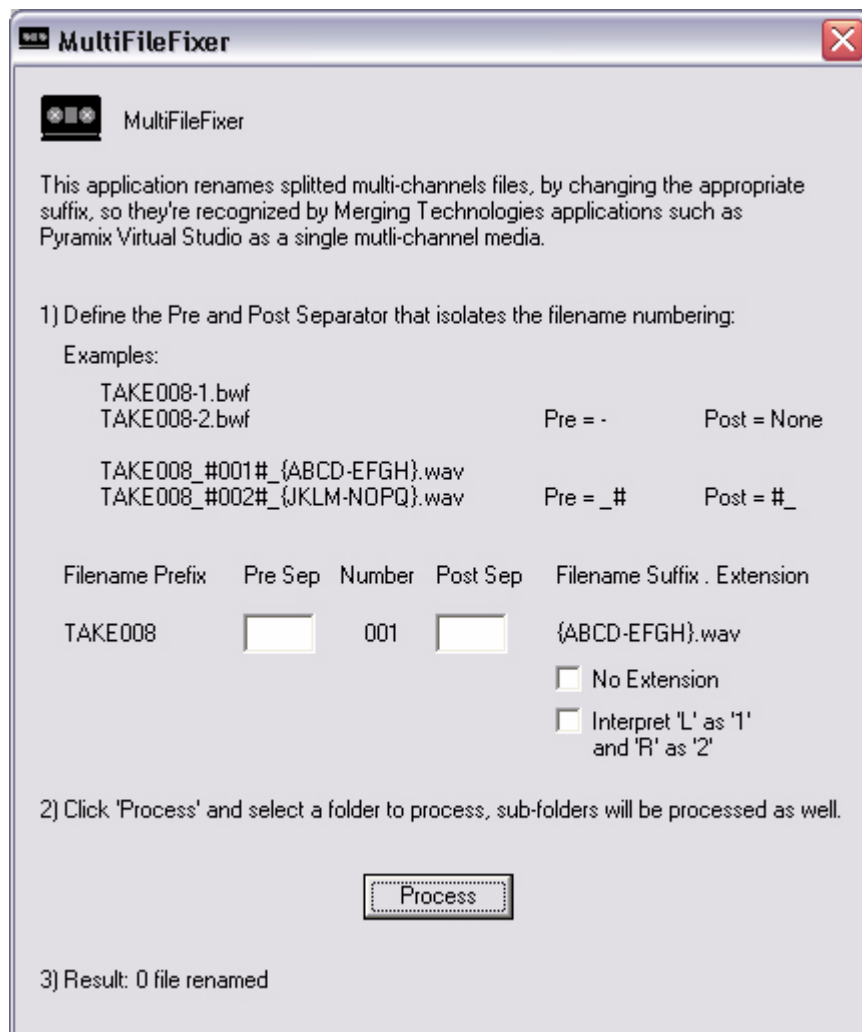 MultiFileFixer
MultiFileFixer
This application renames splitted multi-channels files, by changing the appropriate
suffix, so they're recognized by Merging Technologies applications such as
Pyramix Virtual Studio as a single mutli-channel media.
1) Define the Pre and Post Separator that isolates the filename numbering:
Examples:
TAKE008-1.bwf
TAKE008-2.bwf Pre = - Post = None
TAKE008_#001#_{ABCD-EFGH}.wav
TAKE008_#002#_{JKLM-NOPQ}.wav Pre = _# Post = #_
Filename Prefix Pre Sep Number Post Sep Filename Suffix . Extension
TAKE008 001 {ABCD-EFGH}.wav
No Extension
Interpret 'L' as '1'
and 'R' as '2'
2) Click 'Process' and select a folder to process, sub-folders will be processed as well.
Process
3) Result: 0 file renamed